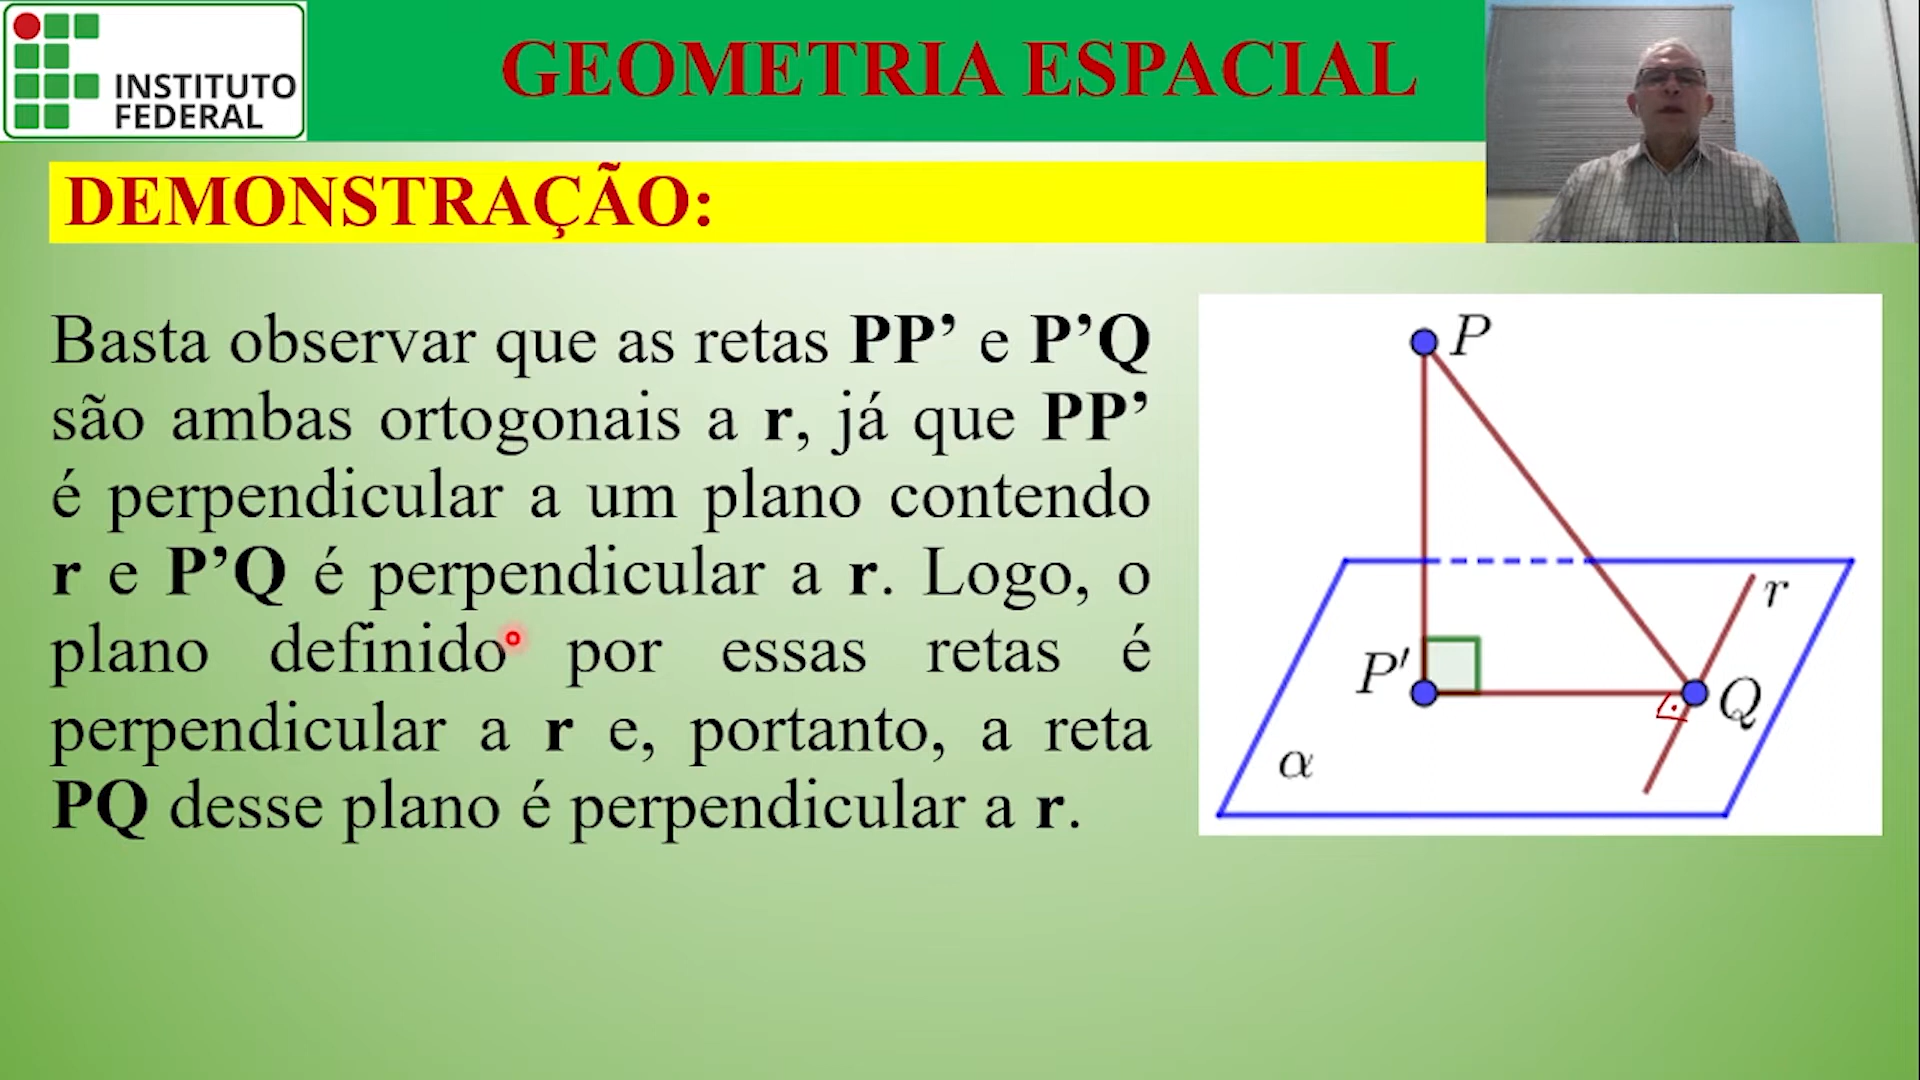 INSTITUTO
FEDERAL
GEOMETRIA ESPACIAL
DEMONSTRAÇÃO:
Basta observar que as retas PP’ e P’Q
são ambas ortogonais a r, já que PP’
é perpendicular a um plano contendo
r e P’Q é perpendicular a r. Logo, o
plano definido por essas retas é
perpendicular a r e, portanto, a reta
PQ desse plano é perpendicular a r.
P
r
P′
Q
α